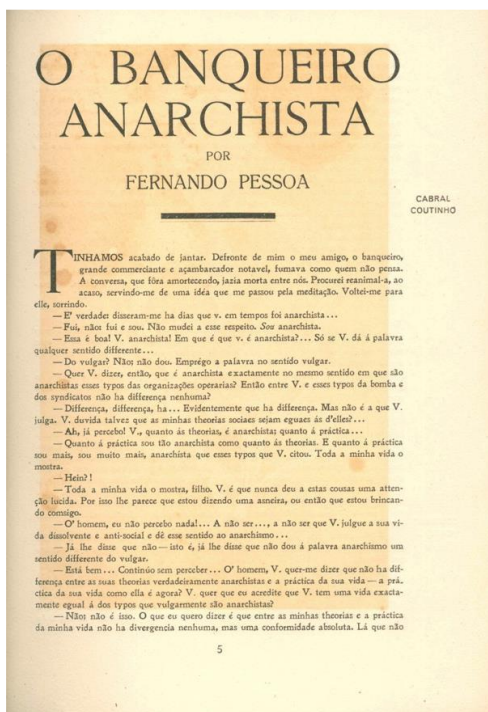 O BANQUEIRO
ANARCHISTA
POR
FERNANDO PESSOA
CABRAL
COUTINHO
TINHAMOS acabado de jantar. Defronte de mim o meu amigo, o banqueiro,
grande commerciante e açambarcador notavel, fumava como quem não pensa.
A conversa, que fôra amortecendo, jazia morta entre nós. Procurei reanimal-a, ao
acaso, servindo-me de uma idéa que me passou pela meditação. Voltei-me para
elle, sorrindo.
— E' verdade: disseram-me ha dias que v. em tempos foi anarchista...
— Fui, não: fui e sou. Não mudei a esse respeito. Sou anarchista.
— Essa é boa! V. anarchista! Em que é que v. é anarchista?... Só se V. dá á palavra
qualquer sentido differente...
— Do vulgar? Não; não dou. Emprégo a palavra no sentido vulgar.
— Quer V. dizer, então, que é anarchista exactamente no mesmo sentido em que são
anarchistas esses typos das organizações operarias? Então entre V. e esses typos da bomba e
dos syndicatos não ha differença nenhuma?
— Differença, differença, ha... Evidentemente que ha differença. Mas não é a que V.
julga. V. duvida talvez que as minhas theorias sociaes sejam eguaes ás d'elles?...
— Ah, já percebo! V., quanto ás theorias, é anarchista; quanto á práctica...
— Quanto á práctica sou tão anarchista como quanto ás theorias. E quanto á práctica
sou mais, sou muito mais, anarchista que esses typos que V. citou. Toda a minha vida o
mostra.
— Hein?!
— Toda a minha vida o mostra, filho. V. é que nunca deu a estas cousas uma atten-
ção lucida. Por isso lhe parece que estou dizendo uma asneira, ou então que estou brincan-
do comsigo.
— O' homem, eu não percebo nada!... A não ser..., a não ser que V. julgue a sua vi-
da dissolvente e anti-social e dê esse sentido ao anarchismo...
— Já lhe disse que não — isto é, já lhe disse que não dou á palavra anarchismo um
sentido differente do vulgar.
— Está bem... Continúo sem perceber... O' homem, V. quer-me dizer que não ha dif-
ferença entre as suas theorias verdadeiramente anarchistas e a práctica da sua vida — a prá-
ctica da sua vida como ella é agora? V. quer que eu acredite que V. tem uma vida exacta-
mente egual á dos typos que vulgarmente são anarchistas?
— Não; não é isso. O que eu quero dizer é que entre as minhas theorias e a práctica
da minha vida não ha divergencia nenhuma, mas uma conformidade absoluta. Lá que não
5